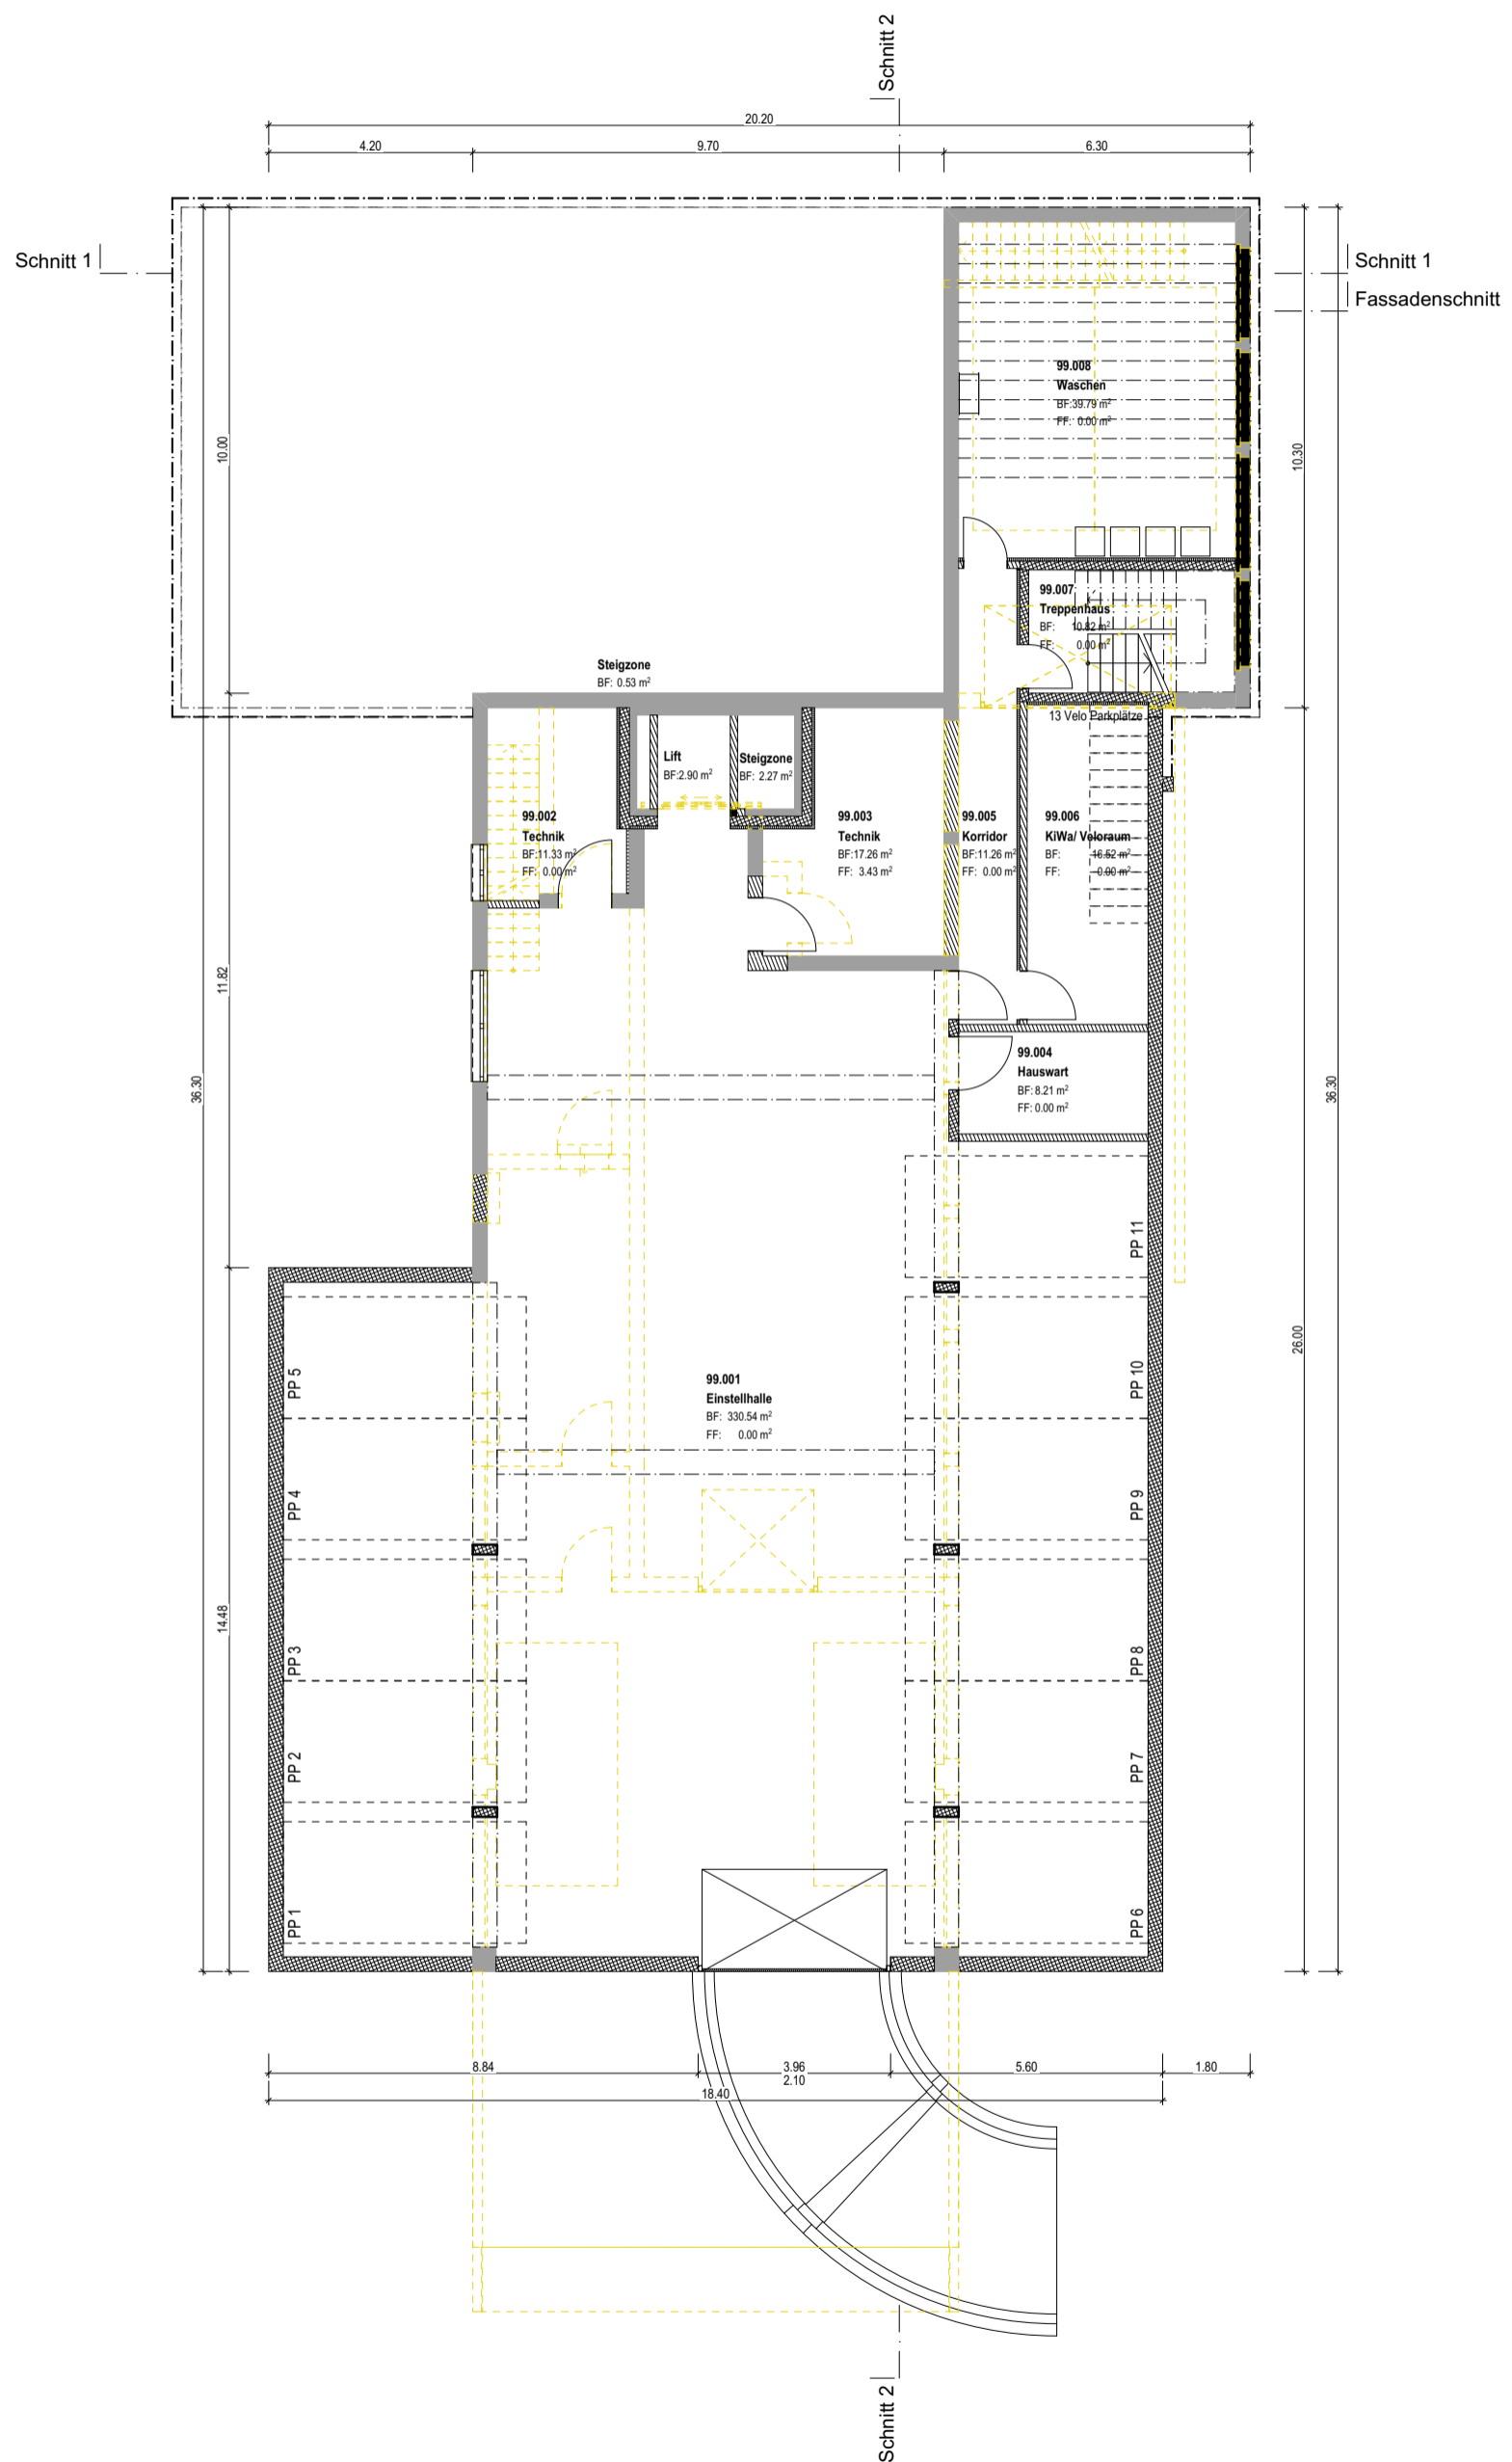 Schnitt 2
20.20
4.20
9.70
6.30
Schnitt 1
Schnitt 1
Fassadenschnitt
99.008
Waschen
BF:39.79 m²
FF: 0.00 m²
10.00
10.30
99.007
Treppenhaus
BF: 10.82 m²
FF: 0.00 m²
Steigzone
BF: 0.53 m²
13 Velo Parkplätze
Lift
BF:2.90 m²
Steigzone
BF: 2.27 m²
99.002
Technik
BF:11.33 m²
FF: 0.00 m²
99.003
Technik
BF:17.26 m²
FF: 3.43 m²
99.005
Korridor
BF:11.26 m²
FF: 0.00 m²
99.006
KiWa/ Veloraum
BF: 16.52 m²
FF: 0.00 m²
11.82
99.004
Hauswart
BF: 8.21 m²
FF: 0.00 m²
36.30
36.30
PP 11
26.00
PP 5
99.001
Einstellhalle
BF: 330.54 m²
FF: 0.00 m²
PP 10
PP 4
PP 9
14.48
PP 3
PP 8
PP 2
PP 7
PP 1
PP 6
8.84
3.96
2.10
5.60
1.80
18.40
Schnitt 2